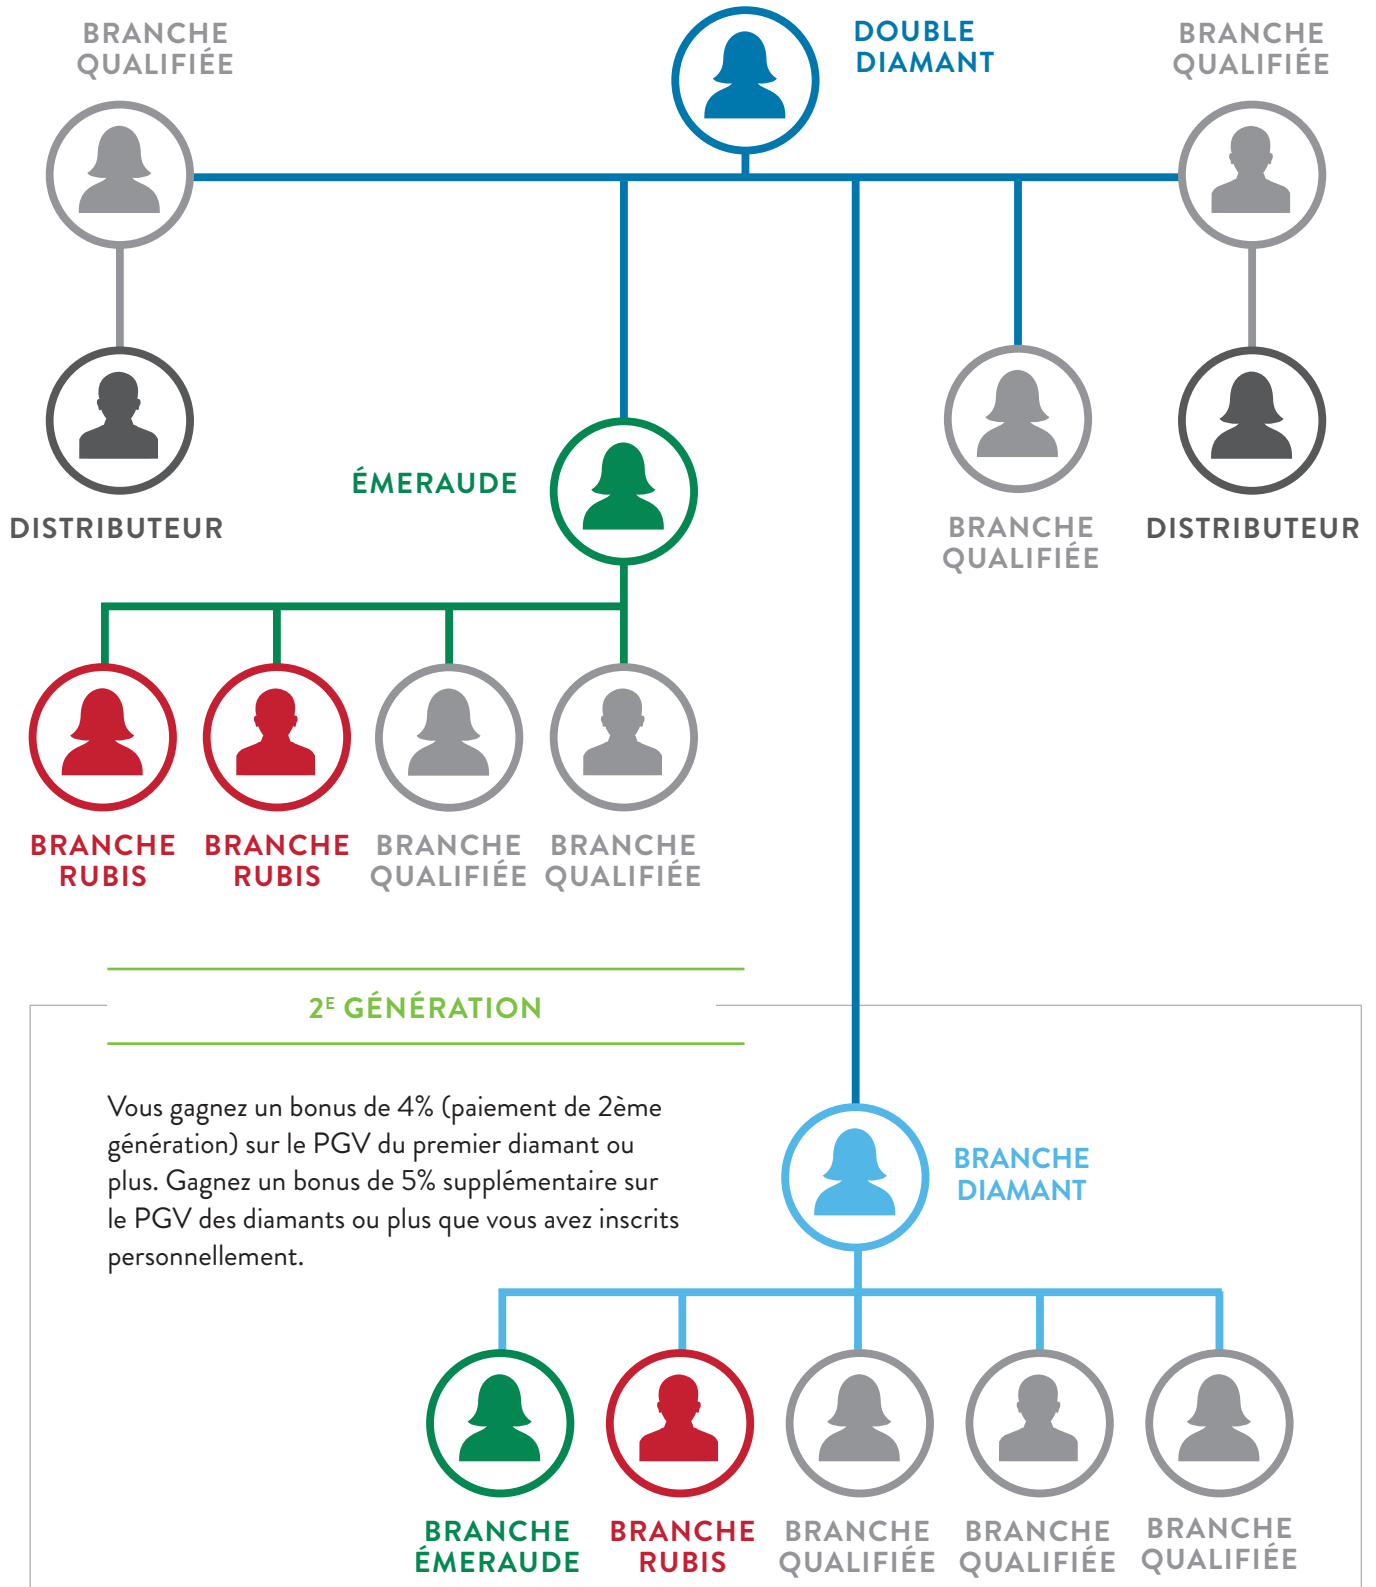 BRANCHE
QUALIFIÉE
DOUBLE
DIAMANT
BRANCHE
QUALIFIÉE
ÉMERAUDE
DISTRIBUTEUR
BRANCHE
QUALIFIÉE
DISTRIBUTEUR
BRANCHE
RUBIS
BRANCHE
RUBIS
BRANCHE
QUALIFIÉE
BRANCHE
QUALIFIÉE
2E GÉNÉRATION
Vous gagnez un bonus de 4% (paiement de 2ème
génération) sur le PGV du premier diamant ou
plus. Gagnez un bonus de 5% supplémentaire sur
le PGV des diamants ou plus que vous avez inscrits
personnellement.
BRANCHE
DIAMANT
BRANCHE
ÉMERAUDE
BRANCHE
RUBIS
BRANCHE
QUALIFIÉE
BRANCHE
QUALIFIÉE
BRANCHE
QUALIFIÉE